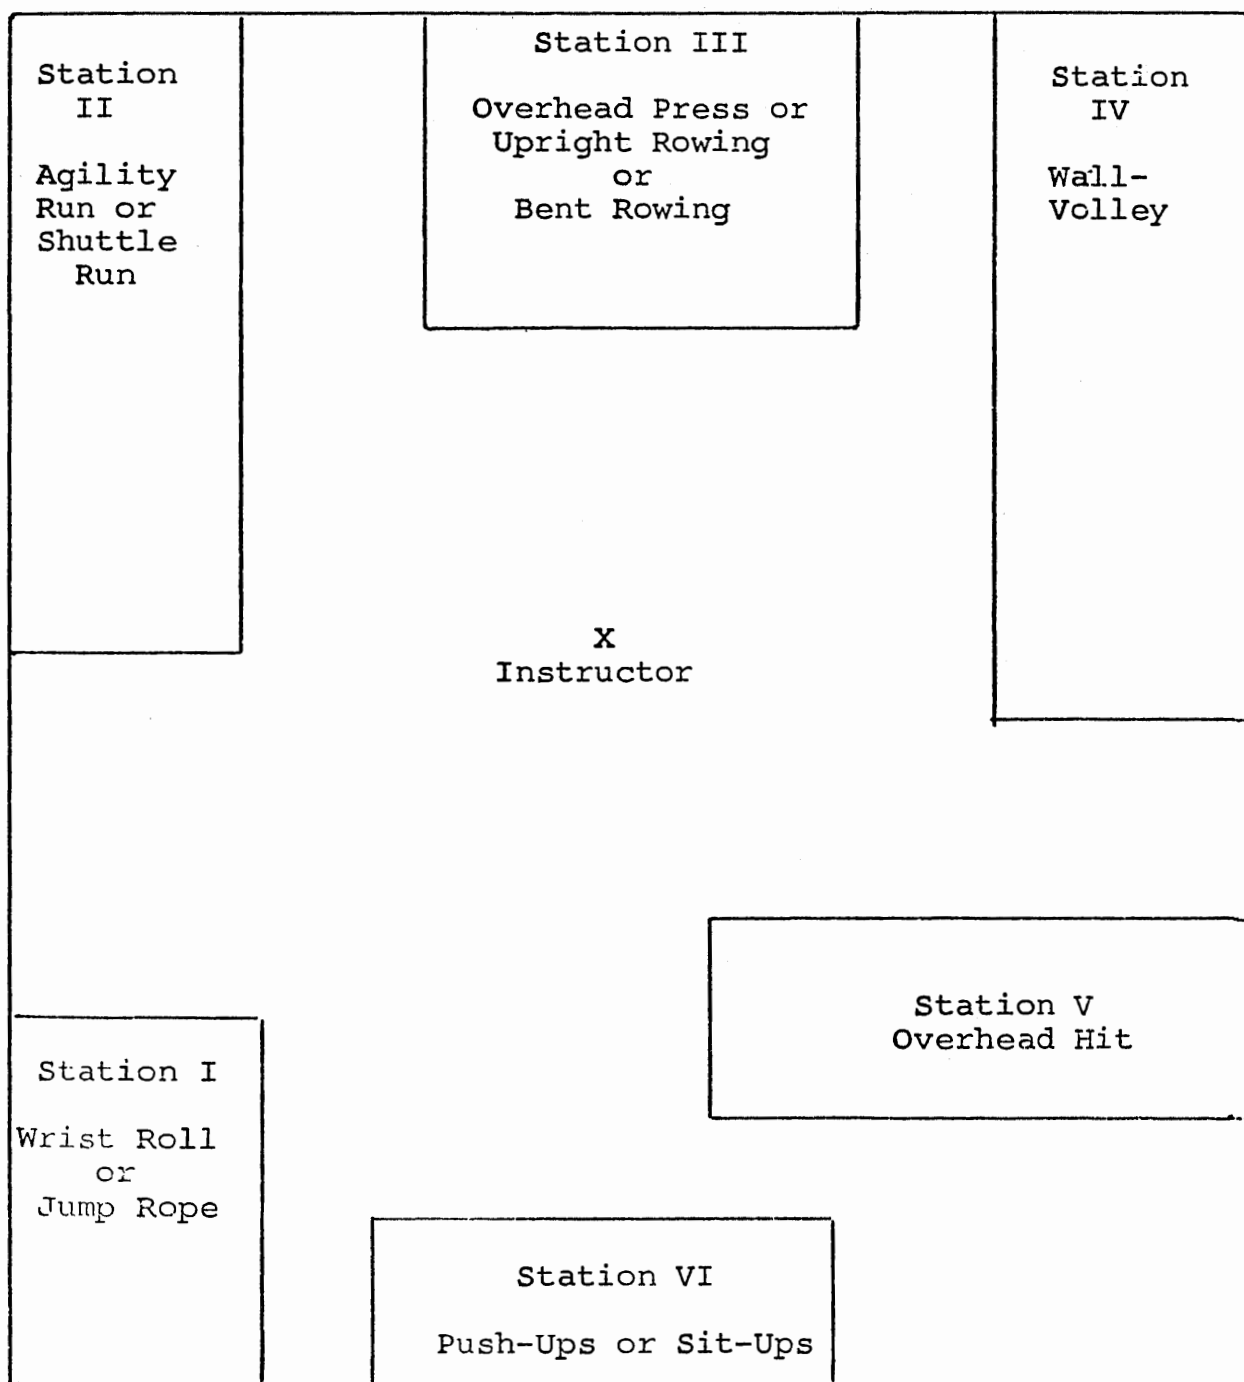 Station
II
Agility
Run or
Shuttle
Run
Station III
Overhead Press or
Upright Rowing
or
Bent Rowing
Station
IV
Wall-
Volley
X
Instructor
Station V
Overhead Hit
Station I
Wrist Roll
or
Jump Rope
Station VI
Push-Ups or Sit-Ups